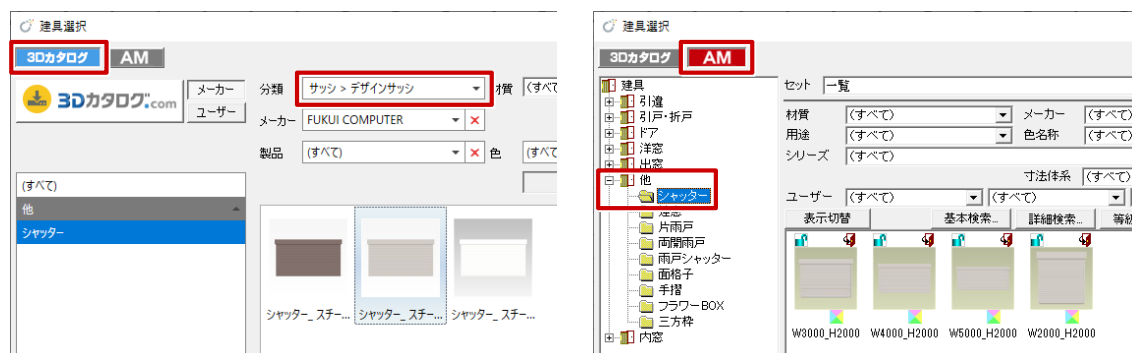 建具選択
3Dカタログ AM
3Dカタログ.com
メーカー
ユーザー
分類 サッシ > デザインサッシ 材質 (すべて
メーカー FUKUI COMPUTER
製品 (すべて) 色 (すべて
(すべて)
他
シャッター
シャッター_ スチー... シャッター_ スチー... シャッター_ スチー...
建具選択
3Dカタログ AM
建具
引違
引戸・折戸
ドア
洋窓
出窓
他
シャッター
片雨戸
両開雨戸
雨戸シャッター
面格子
手摺
フラワーBOX
三方枠
内窓
セット 一覧
材質 (すべて) メーカー (すべて)
用途 (すべて) 色名称 (すべて)
シリーズ (すべて)
寸法体系 (すべて)
ユーザー (すべて) (すべて)
表示切替 基本検索... 詳細検索... 等級
W3000_H2000 W4000_H2000 W5000_H2000 W2000_H2000